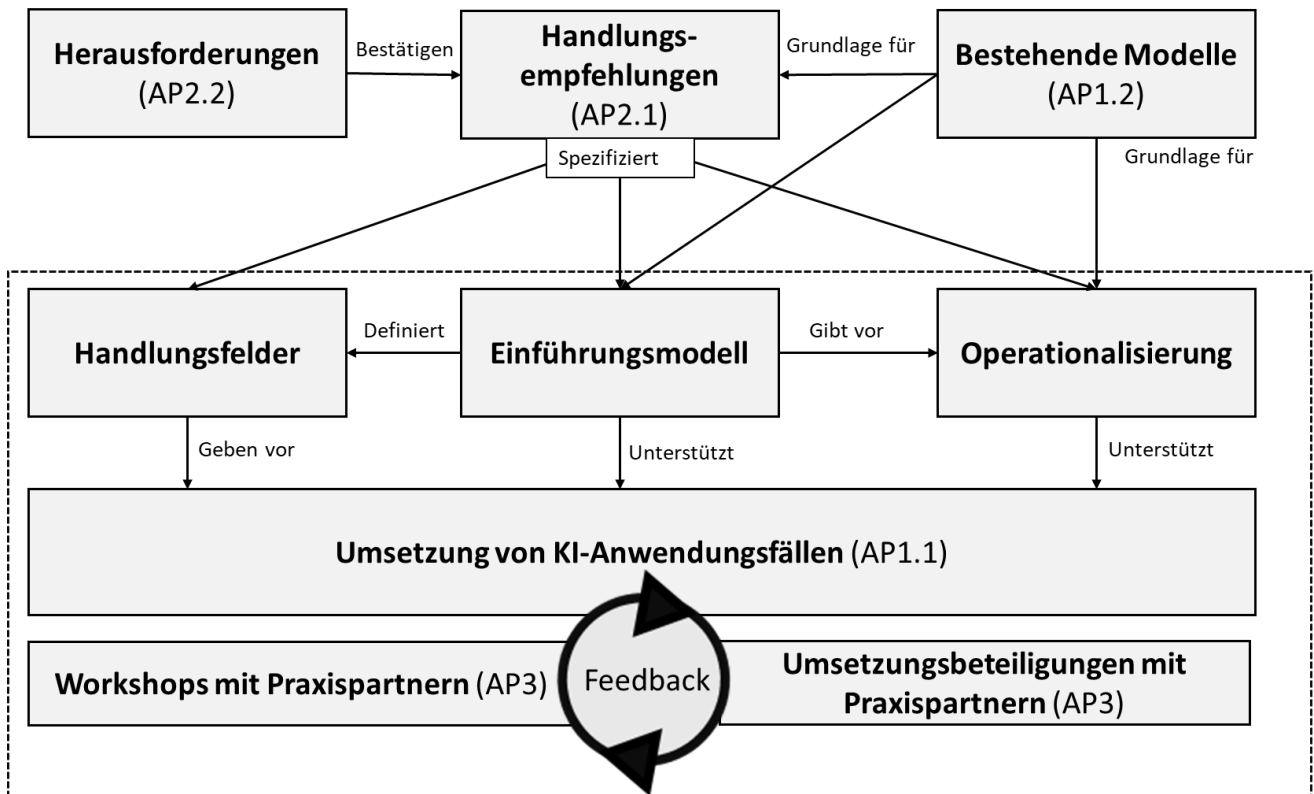 Herausforderungen
(AP2.2)
Bestätigen
Handlungs-
empfehlungen
(AP2.1)
Grundlage für
Bestehende Modelle
(AP1.2)
Spezifiziert
Grundlage für
Handlungsfelder
Definiert
Einführungsmodell
Gibt vor
Operationalisierung
Geben vor
Unterstützt
Unterstützt
Umsetzung von KI-Anwendungsfällen (AP1.1)
Workshops mit Praxispartnern (AP3)
Feedback
Umsetzungsbeteiligungen mit
Praxispartnern (AP3)